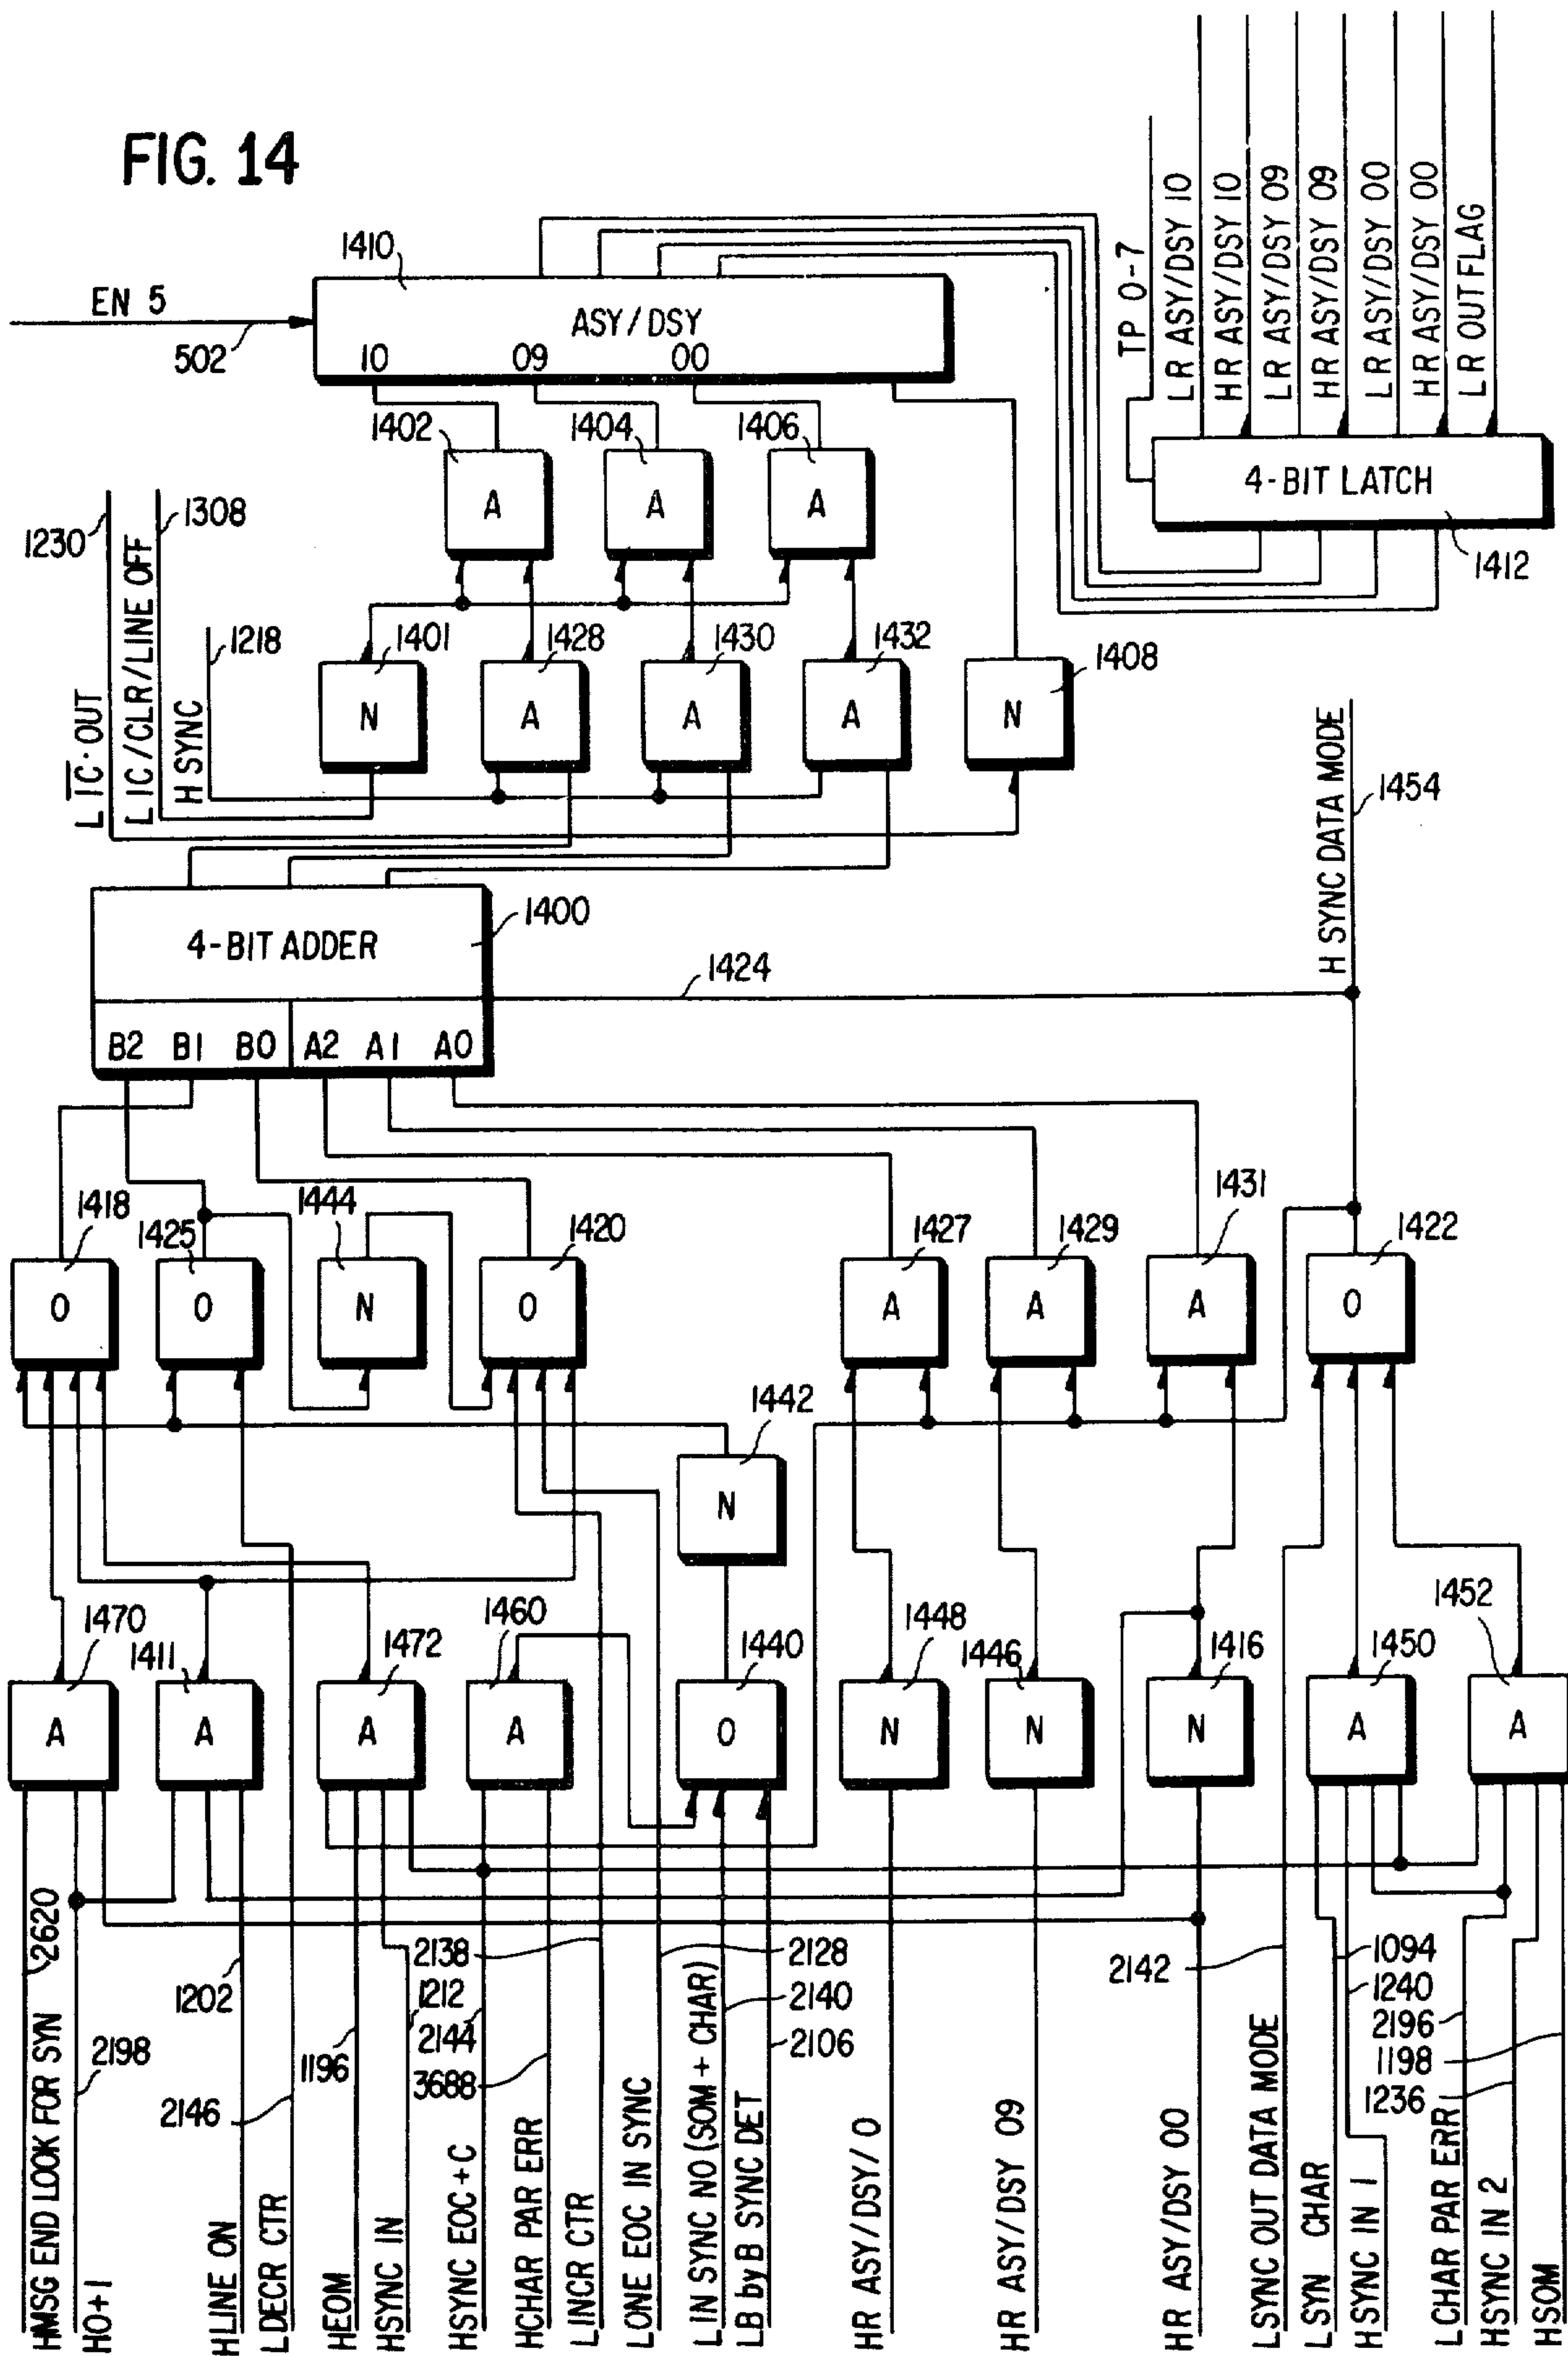 FIG. 14
EN 5
502
1410
ASY/DSY
10 09 00
TP 0-7
LR ASY/DSY 10
HR ASY/DSY 10
LR ASY/DSY 09
HR ASY/DSY 09
LR ASY/DSY 00
HR ASY/DSY 00
LR OUT FLAG
4-BIT LATCH
1412
1402
1404
1406
A
A
A
1230
1308
1218
L I̅C̅·OUT
L IC/CLR/LINE OFF
H SYNC
1401
1428
1430
1432
1408
N
A
A
A
N
H SYNC DATA MODE
1454
4-BIT ADDER
1400
1424
B2 B1 B0 A2 A1 A0
1418
1425
1444
1420
1427
1429
1431
1422
O
O
N
O
A
A
A
O
1442
N
1470
1411
1472
1460
1440
1448
1446
1416
1450
1452
A
A
A
A
O
N
N
N
A
A
2620
2198
1202
2146
1196
1212
2144
3688
2138
2128
2140
2106
2142
1094
1240
2196
1198
1236
HMSG END LOOK FOR SYN
HO+1
HLINE ON
LDECR CTR
HEOM
HSYNC IN
HSYNC EOC+C
HCHAR PAR ERR
LINCR CTR
LONE EOC IN SYNC
LIN SYNC NO (SOM + CHAR)
LB by B SYNC DET
HR ASY/DSY/0
HR ASY/DSY 09
HR ASY/DSY 00
LSYNC OUT DATA MODE
LSYN CHAR
HSYNC IN 1
LCHAR PAR ERR
HSYNC IN 2
HSOM